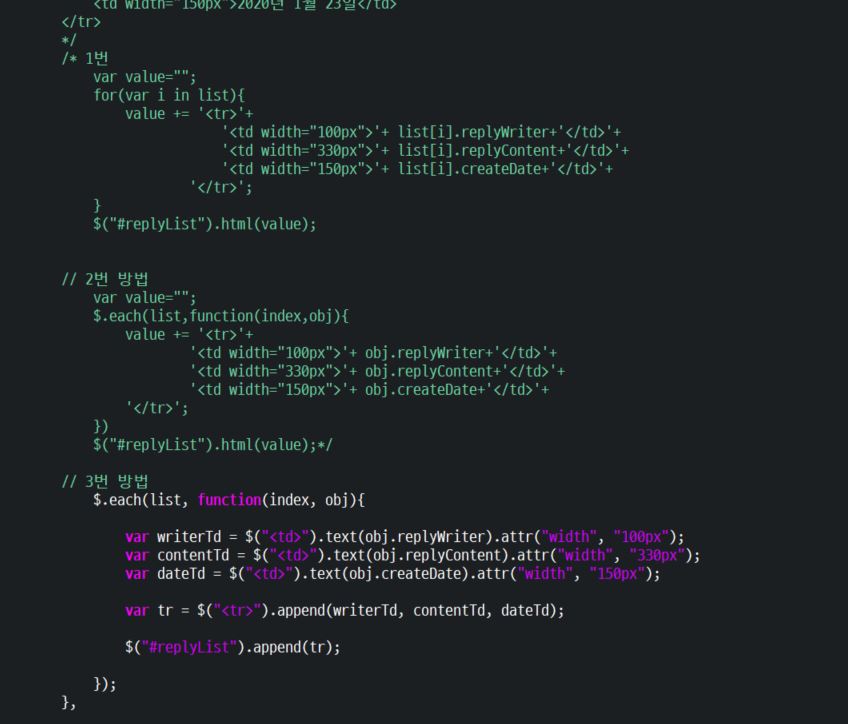 <td width="150px">2020년 1월 23일</td>
</tr>
*/
/* 1번
var value="";
for(var i in list){
value += '<tr>'+
'<td width="100px">'+ list[i].replyWriter+'</td>'+
'<td width="330px">'+ list[i].replyContent+'</td>'+
'<td width="150px">'+ list[i].createDate+'</td>'+
'</tr>';
}
$("#replyList").html(value);
// 2번 방법
var value="";
$.each(list,function(index,obj){
value += '<tr>'+
'<td width="100px">'+ obj.replyWriter+'</td>'+
'<td width="330px">'+ obj.replyContent+'</td>'+
'<td width="150px">'+ obj.createDate+'</td>'+
'</tr>';
})
$("#replyList").html(value);*/
// 3번 방법
$.each(list, function(index, obj){
var writerTd = $("<td>").text(obj.replyWriter).attr("width", "100px");
var contentTd = $("<td>").text(obj.replyContent).attr("width", "330px");
var dateTd = $("<td>").text(obj.createDate).attr("width", "150px");
var tr = $("<tr>").append(writerTd, contentTd, dateTd);
$("#replyList").append(tr);
});
},